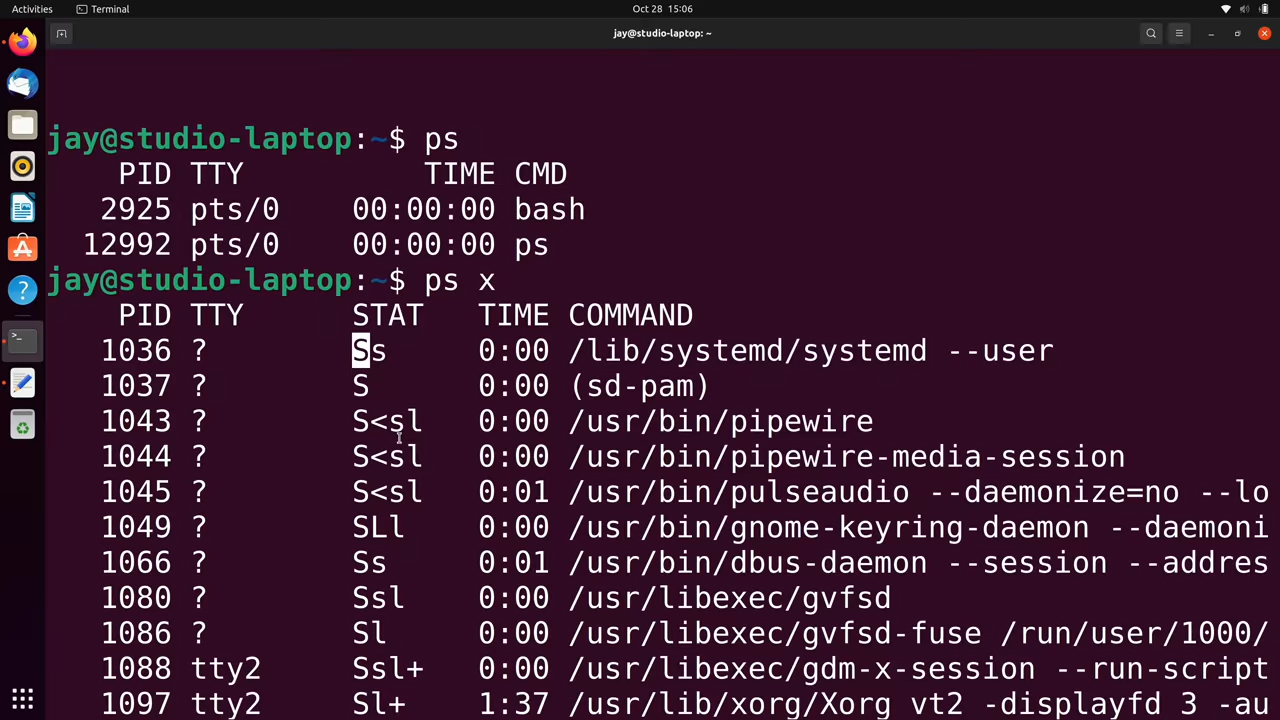 Activities Terminal Oct 28 15:06
jay@studio-laptop: ~
jay@studio-laptop:~$ ps
PID TTY TIME CMD
2925 pts/0 00:00:00 bash
12992 pts/0 00:00:00 ps
jay@studio-laptop:~$ ps x
PID TTY STAT TIME COMMAND
1036 ? Ss 0:00 /lib/systemd/systemd --user
1037 ? S 0:00 (sd-pam)
1043 ? S<sl 0:00 /usr/bin/pipewire
1044 ? S<sl 0:00 /usr/bin/pipewire-media-session
1045 ? S<sl 0:01 /usr/bin/pulseaudio --daemonize=no --lo
1049 ? SLl 0:00 /usr/bin/gnome-keyring-daemon --daemoni
1066 ? Ss 0:01 /usr/bin/dbus-daemon --session --addres
1080 ? Ssl 0:00 /usr/libexec/gvfsd
1086 ? Sl 0:00 /usr/libexec/gvfsd-fuse /run/user/1000/
1088 tty2 Ssl+ 0:00 /usr/libexec/gdm-x-session --run-script
1097 tty2 Sl+ 1:37 /usr/lib/xorg/Xorg vt2 -displayfd 3 -au